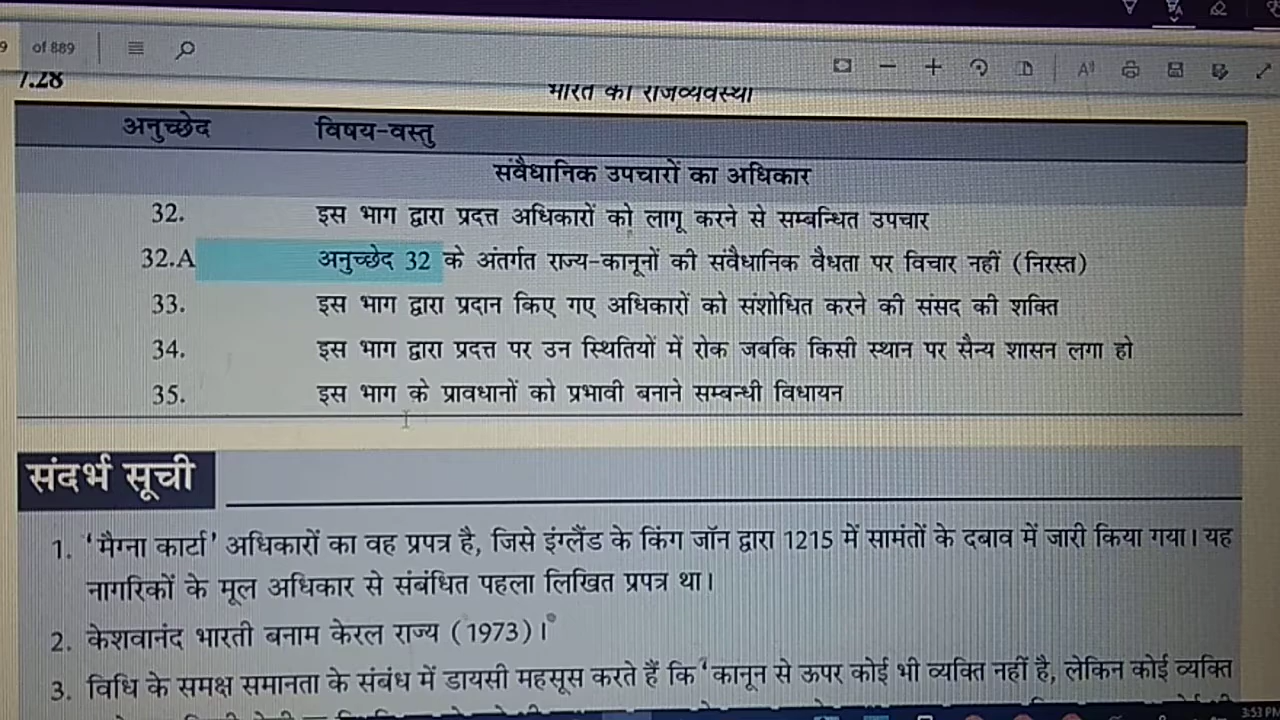 9 of 889
7.28
भारत का राजव्यवस्था
अनुच्छेद विषय-वस्तु
संवैधानिक उपचारों का अधिकार
32. इस भाग द्वारा प्रदत्त अधिकारों को लागू करने से सम्बन्धित उपचार
32.A अनुच्छेद 32 के अंतर्गत राज्य-कानूनों की संवैधानिक वैधता पर विचार नहीं (निरस्त)
33. इस भाग द्वारा प्रदान किए गए अधिकारों को संशोधित करने की संसद की शक्ति
34. इस भाग द्वारा प्रदत्त पर उन स्थितियों में रोक जबकि किसी स्थान पर सैन्य शासन लगा हो
35. इस भाग के प्रावधानों को प्रभावी बनाने सम्बन्धी विधायन
संदर्भ सूची
1. 'मैग्ना कार्टा' अधिकारों का वह प्रपत्र है, जिसे इंग्लैंड के किंग जॉन द्वारा 1215 में सामंतों के दबाव में जारी किया गया। यह
नागरिकों के मूल अधिकार से संबंधित पहला लिखित प्रपत्र था।
2. केशवानंद भारती बनाम केरल राज्य (1973)।
3. विधि के समक्ष समानता के संबंध में डायसी महसूस करते हैं कि 'कानून से ऊपर कोई भी व्यक्ति नहीं है, लेकिन कोई व्यक्ति
3:53 PM